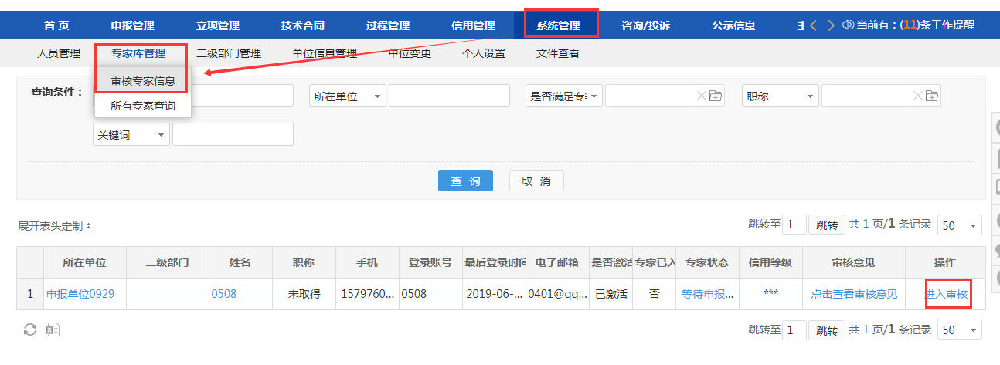 首 页 申报管理 立项管理 技术合同 过程管理 信用管理 系统管理 咨询/投诉 公示信息 当前有：(11)条工作提醒
人员管理 专家库管理 二级部门管理 单位信息管理 单位变更 个人设置 文件查看
审核专家信息
所有专家查询
查询条件： 所在单位 是否满足专 职称
关键词
查 询 取 消
展开表头定制 跳转至 1 跳转 共 1 页/1 条记录 50
所在单位 二级部门 姓名 职称 手机 登录账号 最后登录时间 电子邮箱 是否激活 专家已入 专家状态 信用等级 审核意见 操作
1 申报单位0929 0508 未取得 1579760... 0508 2019-06-... 0401@qq... 已激活 否 等待申报... *** 点击查看审核意见 进入审核
跳转至 1 跳转 共 1 页/1 条记录 50